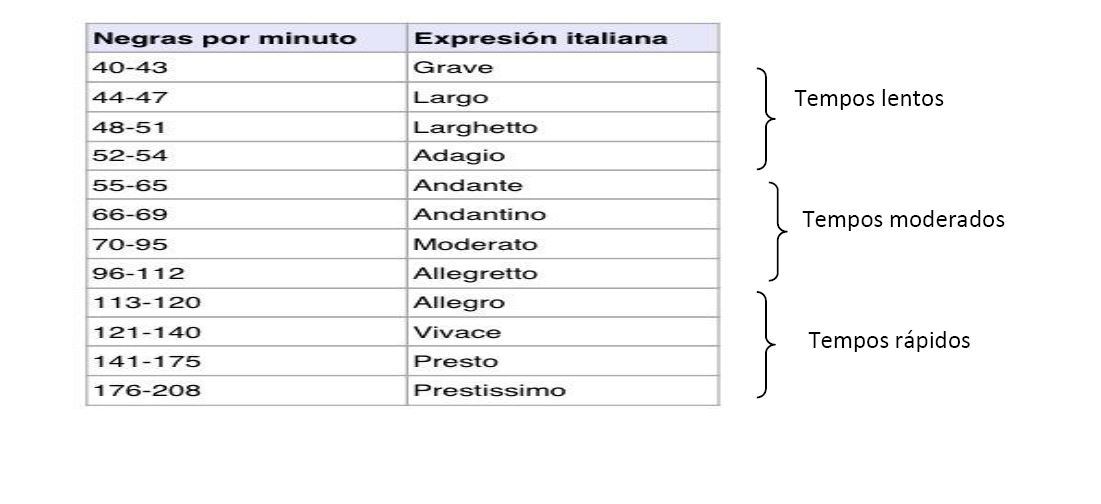 Negras por minuto Expresión italiana
40-43 Grave
44-47 Largo
48-51 Larghetto
52-54 Adagio
55-65 Andante
66-69 Andantino
70-95 Moderato
96-112 Allegretto
113-120 Allegro
121-140 Vivace
141-175 Presto
176-208 Prestissimo
Tempos lentos
Tempos moderados
Tempos rápidos